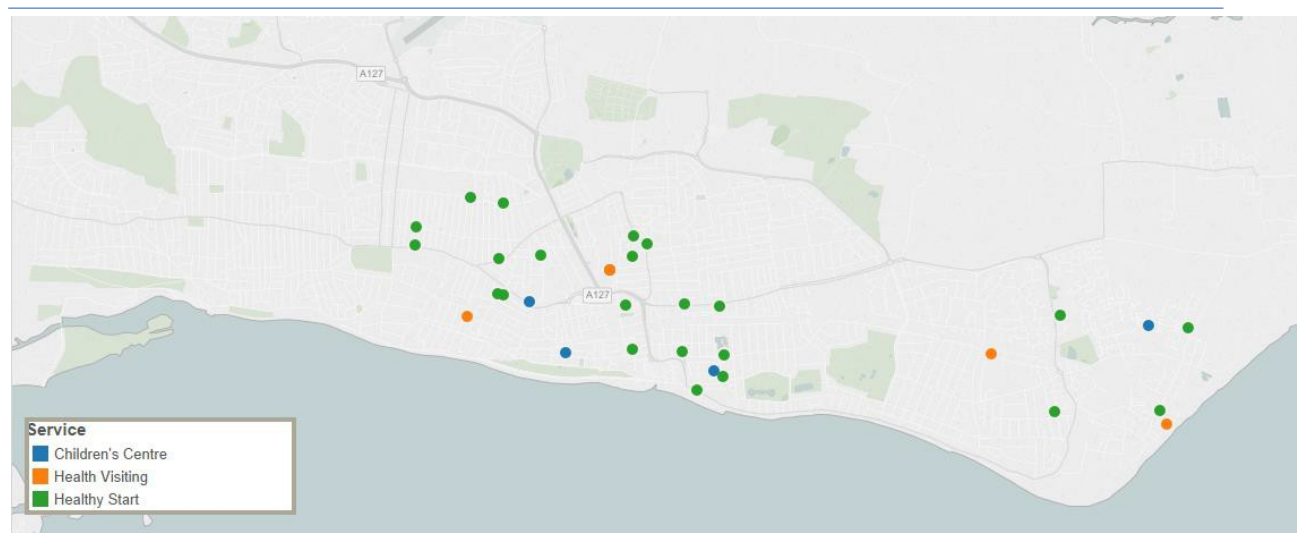 A127
A127
Service
Children's Centre
Health Visiting
Healthy Start